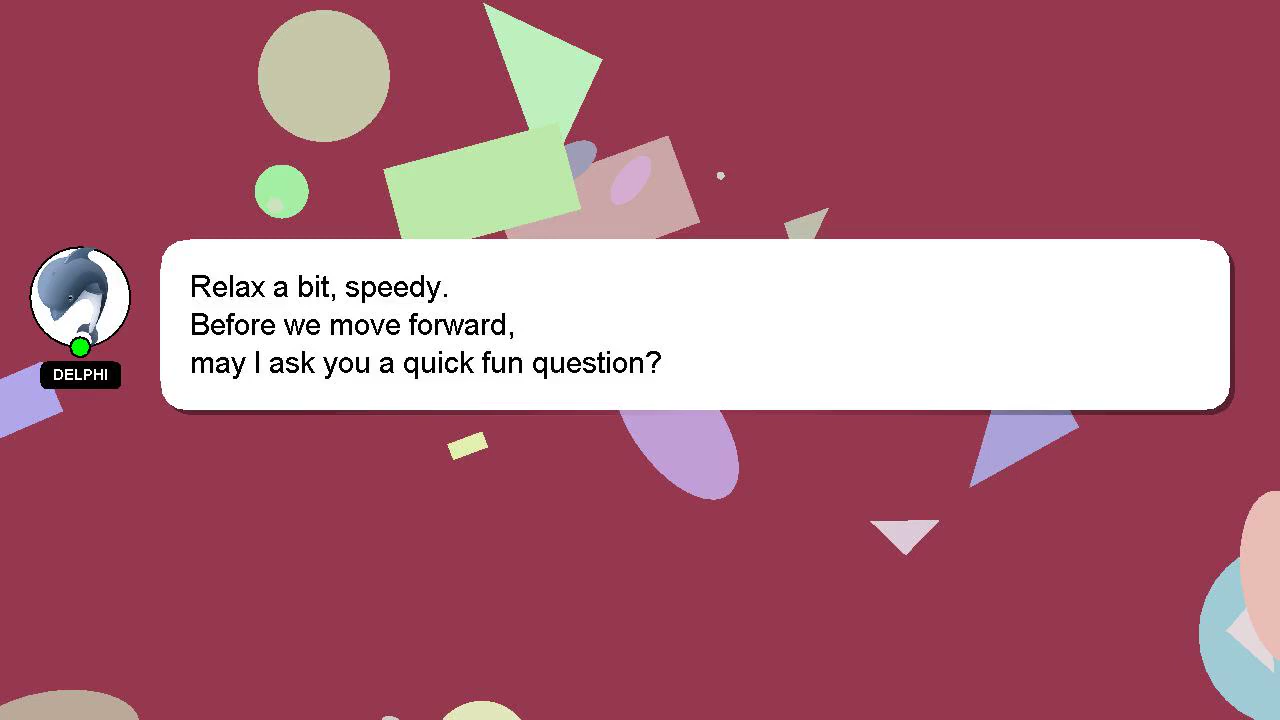 Relax a bit, speedy.
Before we move forward,
may I ask you a quick fun question?
DELPHI